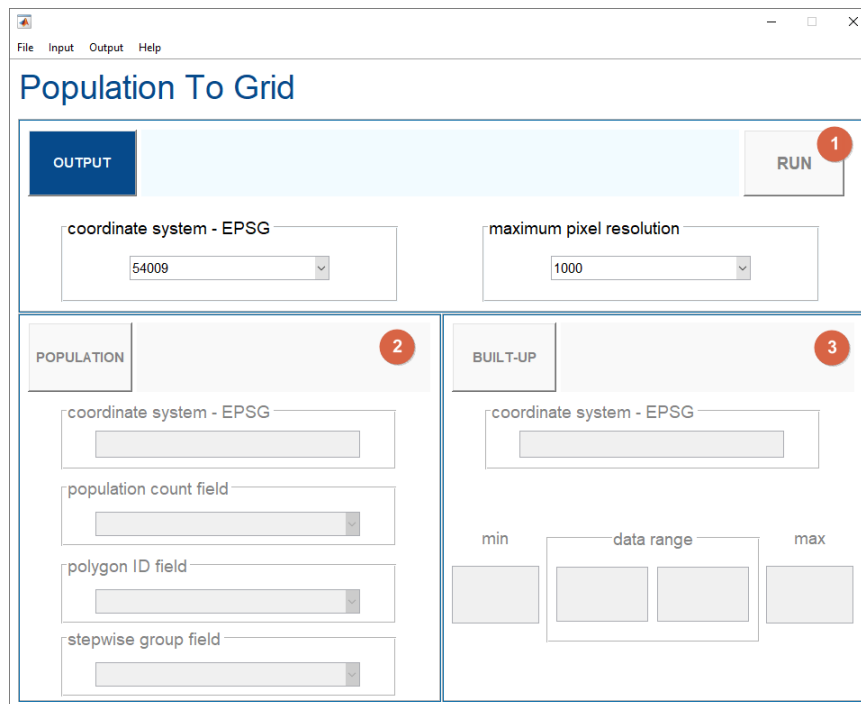 File Input Output Help
Population To Grid
OUTPUT
RUN
1
coordinate system - EPSG
54009
maximum pixel resolution
1000
POPULATION
2
coordinate system - EPSG
population count field
polygon ID field
stepwise group field
BUILT-UP
3
coordinate system - EPSG
min
data range
max